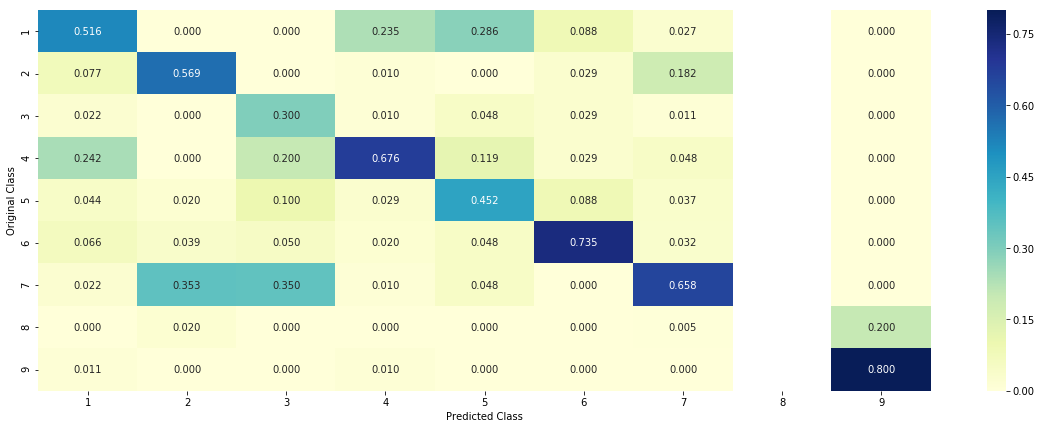 1 0.516 0.000 0.000 0.235 0.286 0.088 0.027 0.000
2 0.077 0.569 0.000 0.010 0.000 0.029 0.182 0.000
3 0.022 0.000 0.300 0.010 0.048 0.029 0.011 0.000
4 0.242 0.000 0.200 0.676 0.119 0.029 0.048 0.000
5 0.044 0.020 0.100 0.029 0.452 0.088 0.037 0.000
6 0.066 0.039 0.050 0.020 0.048 0.735 0.032 0.000
7 0.022 0.353 0.350 0.010 0.048 0.000 0.658 0.000
8 0.000 0.020 0.000 0.000 0.000 0.000 0.005 0.200
9 0.011 0.000 0.000 0.010 0.000 0.000 0.000 0.800
1 2 3 4 5 6 7 8 9
Predicted Class
Original Class
0.75
0.60
0.45
0.30
0.15
0.00